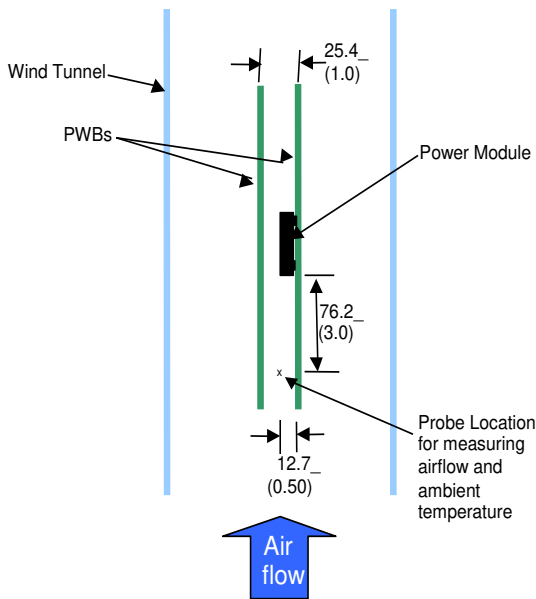 25.4_
(1.0)
Wind Tunnel
PWBs
Power Module
76.2_
(3.0)
x
Probe Location
for measuring
airflow and
ambient
temperature
12.7_
(0.50)
Air
flow